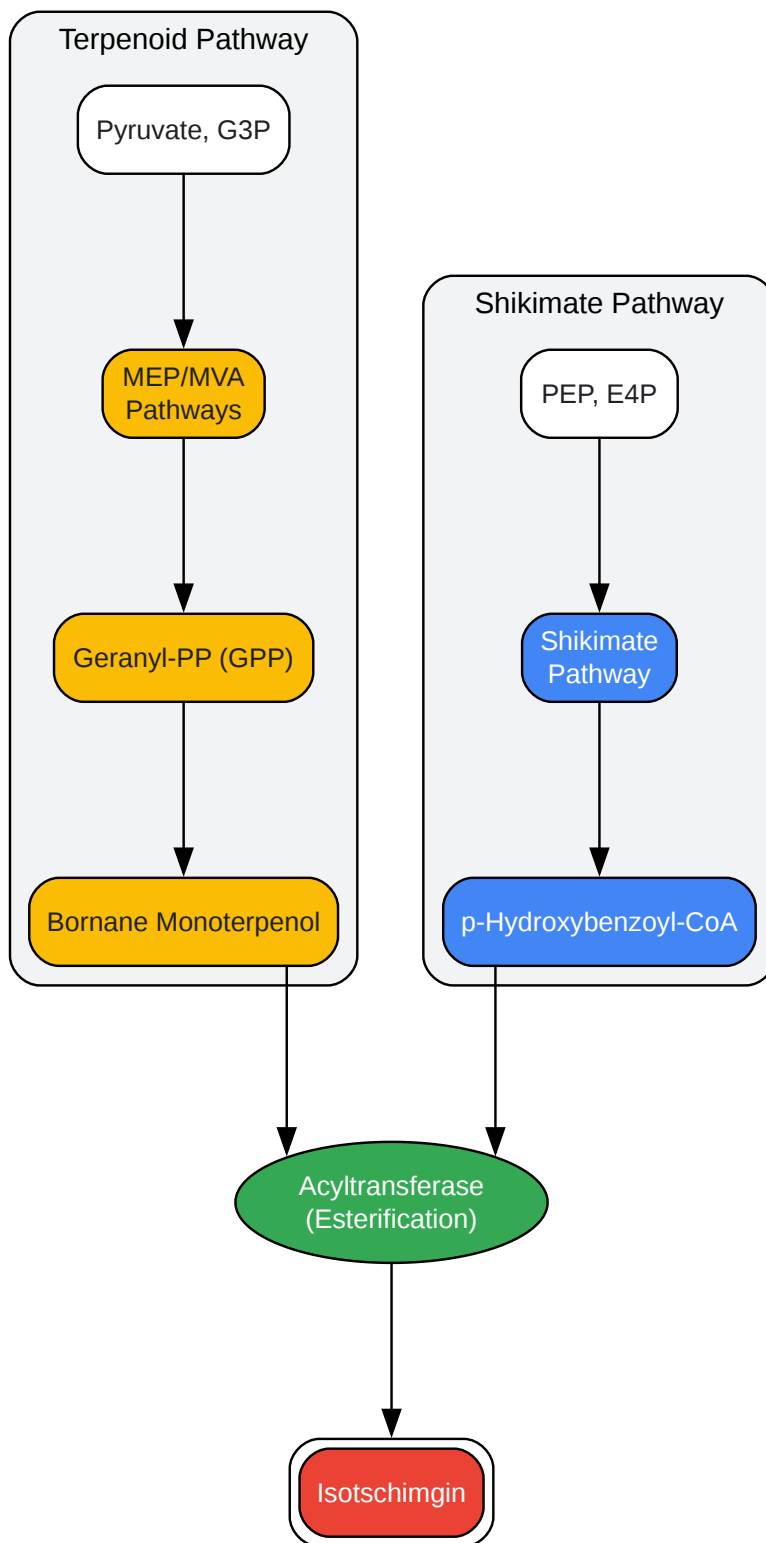 Terpenoid Pathway
Pyruvate, G3P
MEP/MVA
Pathways
Geranyl-PP (GPP)
Bornane Monoterpenol
Shikimate Pathway
PEP, E4P
Shikimate
Pathway
p-Hydroxybenzoyl-CoA
Acyltransferase
(Esterification)
Isotschimgin